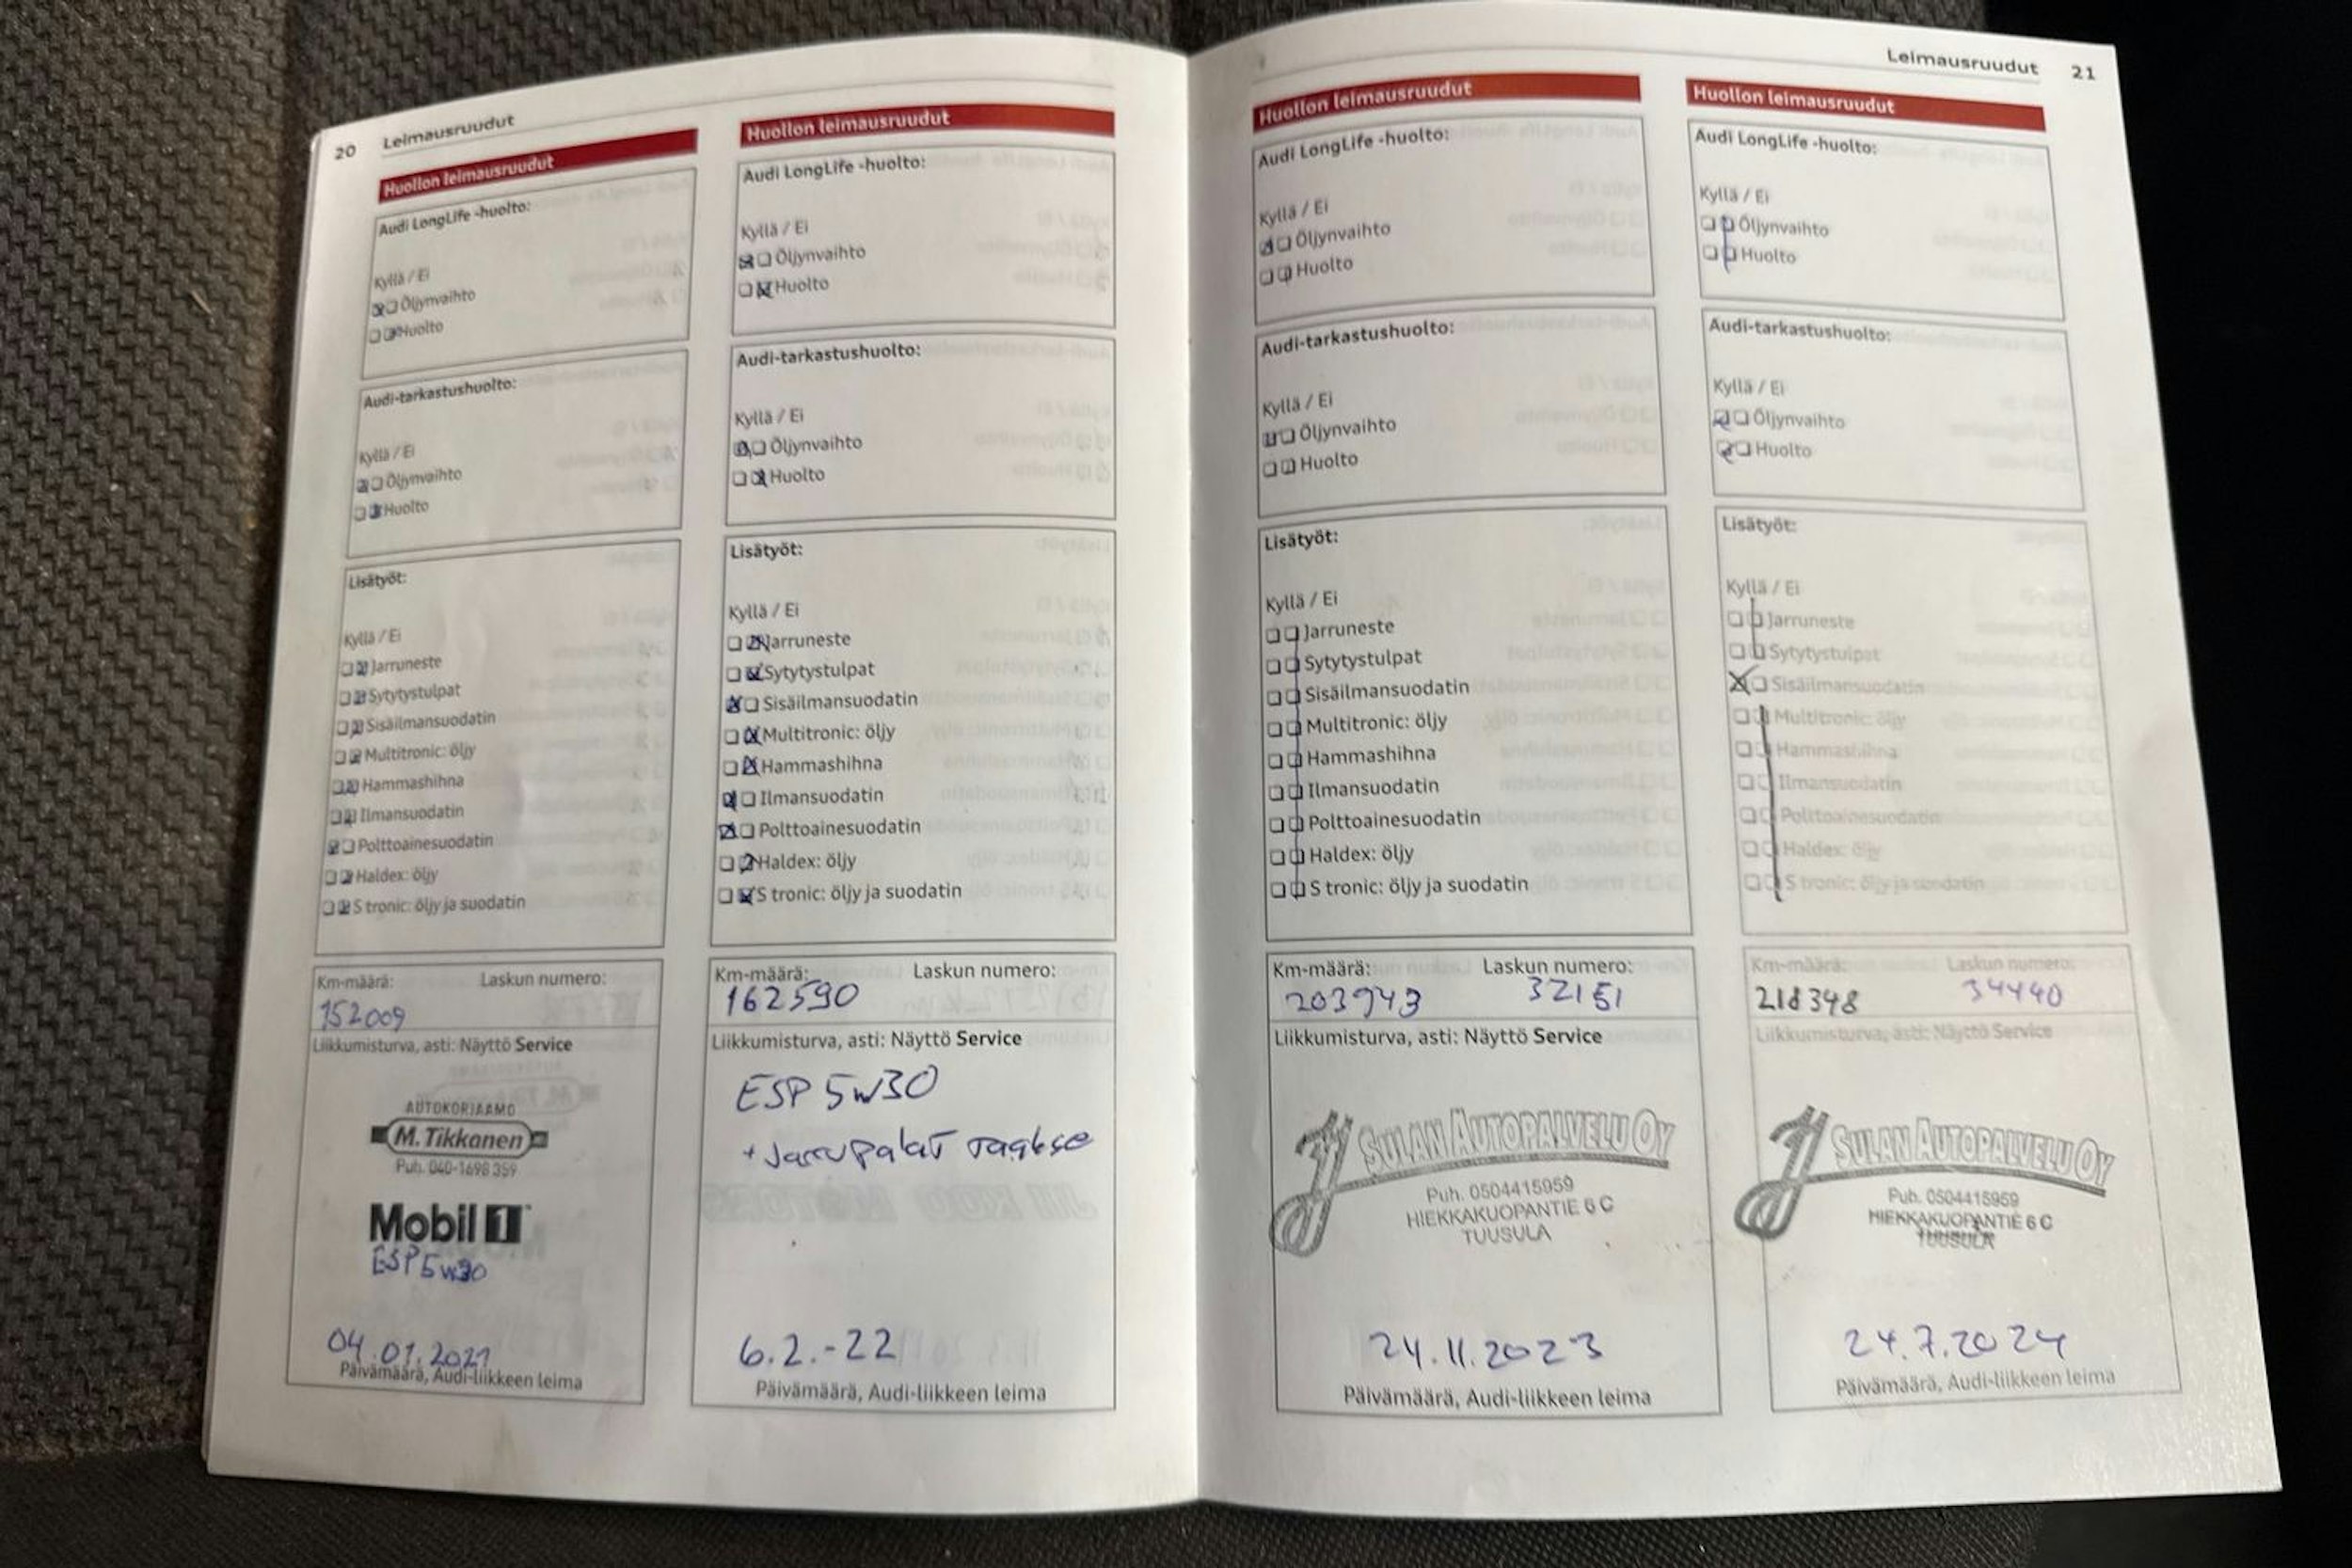 20 Leimausruudut
Huollon leimausruudut
Audi LongLife -huolto:
Kyllä / Ei
Öljynvaihto
Huolto
Audi-tarkastushuolto:
Kyllä / Ei
Öljynvaihto
Huolto
Lisätyöt:
Kyllä / Ei
Jarruneste
Sytytystulpat
Sisäilmansuodatin
Multitronic: öljy
Hammashihna
Ilmansuodatin
Polttoainesuodatin
Haldex: öljy
S tronic: öljy ja suodatin
Km-määrä: Laskun numero:
152009
Liikkumisturva, asti: Näyttö Service
AUTOKORJAAMO
M. Tikkanen
Puh. 040-1698 359
Mobil 1
ESP 5w30
04.01.2021
Päivämäärä, Audi-liikkeen leima
Huollon leimausruudut
Audi LongLife -huolto:
Kyllä / Ei
Öljynvaihto
Huolto
Audi-tarkastushuolto:
Kyllä / Ei
Öljynvaihto
Huolto
Lisätyöt:
Kyllä / Ei
Jarruneste
Sytytystulpat
Sisäilmansuodatin
Multitronic: öljy
Hammashihna
Ilmansuodatin
Polttoainesuodatin
Haldex: öljy
S tronic: öljy ja suodatin
Km-määrä: Laskun numero:
162590
Liikkumisturva, asti: Näyttö Service
ESP 5w30
+ Jarrupalat
6.2.-22
Päivämäärä, Audi-liikkeen leima
Leimausruudut 21
Huollon leimausruudut
Audi LongLife -huolto:
Kyllä / Ei
Öljynvaihto
Huolto
Audi-tarkastushuolto:
Kyllä / Ei
Öljynvaihto
Huolto
Lisätyöt:
Kyllä / Ei
Jarruneste
Sytytystulpat
Sisäilmansuodatin
Multitronic: öljy
Hammashihna
Ilmansuodatin
Polttoainesuodatin
Haldex: öljy
S tronic: öljy ja suodatin
Km-määrä: Laskun numero:
203943 32151
Liikkumisturva, asti: Näyttö Service
SULAN AUTOPALVELU OY
Puh. 0504415959
HIEKKAKUOPANTIE 6 C
TUUSULA
24.11.2023
Päivämäärä, Audi-liikkeen leima
Huollon leimausruudut
Audi LongLife -huolto:
Kyllä / Ei
Öljynvaihto
Huolto
Audi-tarkastushuolto:
Kyllä / Ei
Öljynvaihto
Huolto
Lisätyöt:
Kyllä / Ei
Jarruneste
Sytytystulpat
Sisäilmansuodatin
Multitronic: öljy
Hammashihna
Ilmansuodatin
Polttoainesuodatin
Haldex: öljy
S tronic: öljy ja suodatin
Km-määrä: Laskun numero:
218348 34440
Liikkumisturva, asti: Näyttö Service
SULAN AUTOPALVELU OY
Puh. 0504415959
HIEKKAKUOPANTIE 6 C
TUUSULA
24.7.2024
Päivämäärä, Audi-liikkeen leima